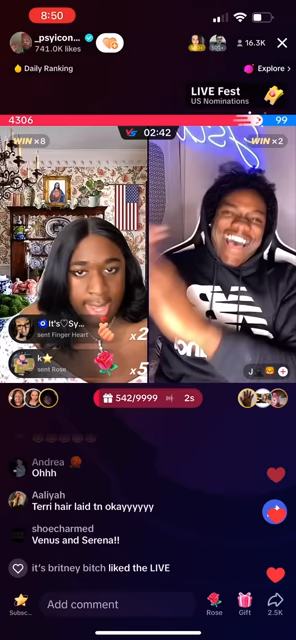 8:50
_psyicon...
741.0K likes
16.3K
Daily Ranking
Explore >
LIVE Fest
US Nominations
4306
99
WIN x8
VS 02:42
WIN x2
It's♡Sy...
sent Finger Heart
x2
k⭐
sent Rose
x5
J
542/9999
2s
Andrea
Ohhh
Aaliyah
Terri hair laid tn okayyyyyy
shoecharmed
Venus and Serena!!
it's britney bitch liked the LIVE
Subsc...
Add comment
Rose
Gift
2.5K